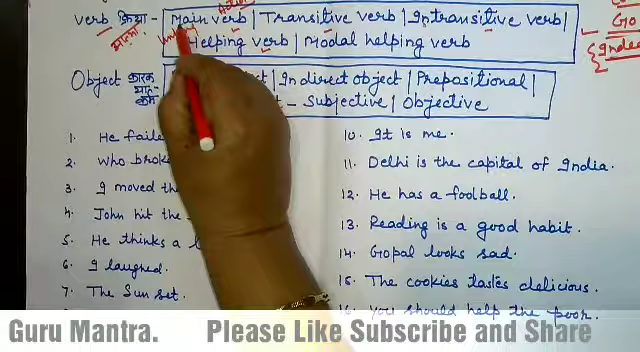 verb क्रिया - Main verb | Transitive verb | Intransitive verb |
Helping verb | Modal helping verb
Object कारक | Indirect object | Prepositional |
- Subjective | Objective
1. He faile
2. Who brok
3. I moved th
4. John hit the
5. He thinks a l
6. I laughed.
7. The Sun set.
10. It is me.
11. Delhi is the capital of India.
12. He has a foolball.
13. Reading is a good habit.
14. Gopal looks sad.
15. The cookies tastes delicious.
16. You should help the poor.
Guru Mantra. Please Like Subscribe and Share